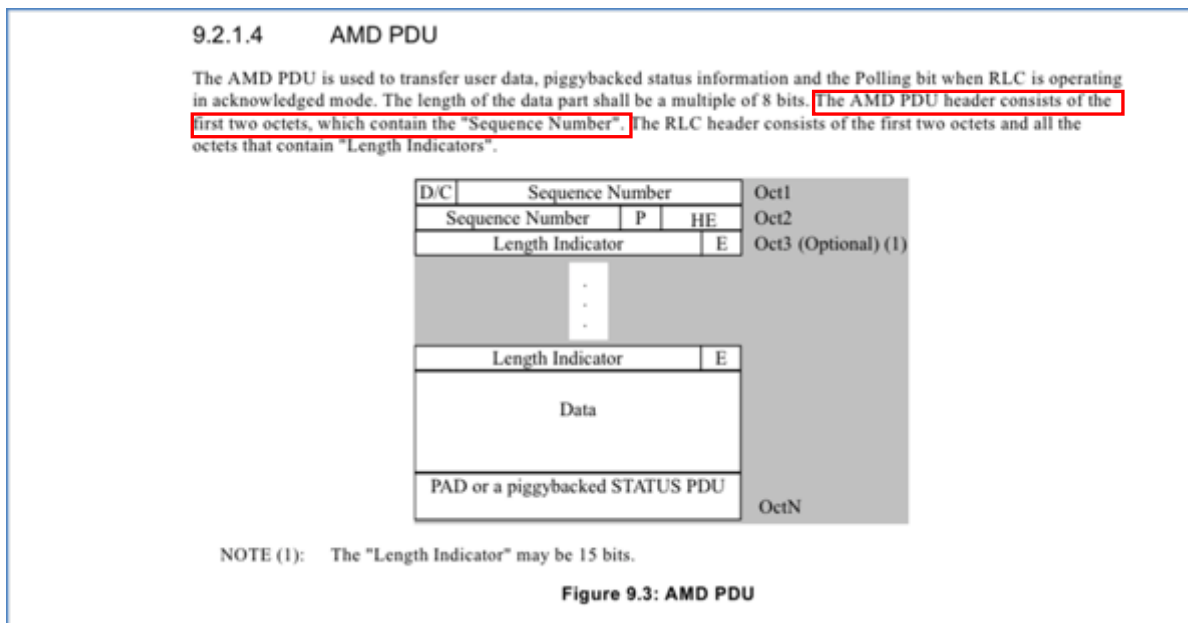 9.2.1.4 AMD PDU
The AMD PDU is used to transfer user data, piggybacked status information and the Polling bit when RLC is operating
in acknowledged mode. The length of the data part shall be a multiple of 8 bits. The AMD PDU header consists of the
first two octets, which contain the "Sequence Number". The RLC header consists of the first two octets and all the
octets that contain "Length Indicators".
D/C Sequence Number Oct1
Sequence Number P HE Oct2
Length Indicator E Oct3 (Optional) (1)
.
.
.
Length Indicator E
Data
PAD or a piggybacked STATUS PDU
OctN
NOTE (1): The "Length Indicator" may be 15 bits.
Figure 9.3: AMD PDU